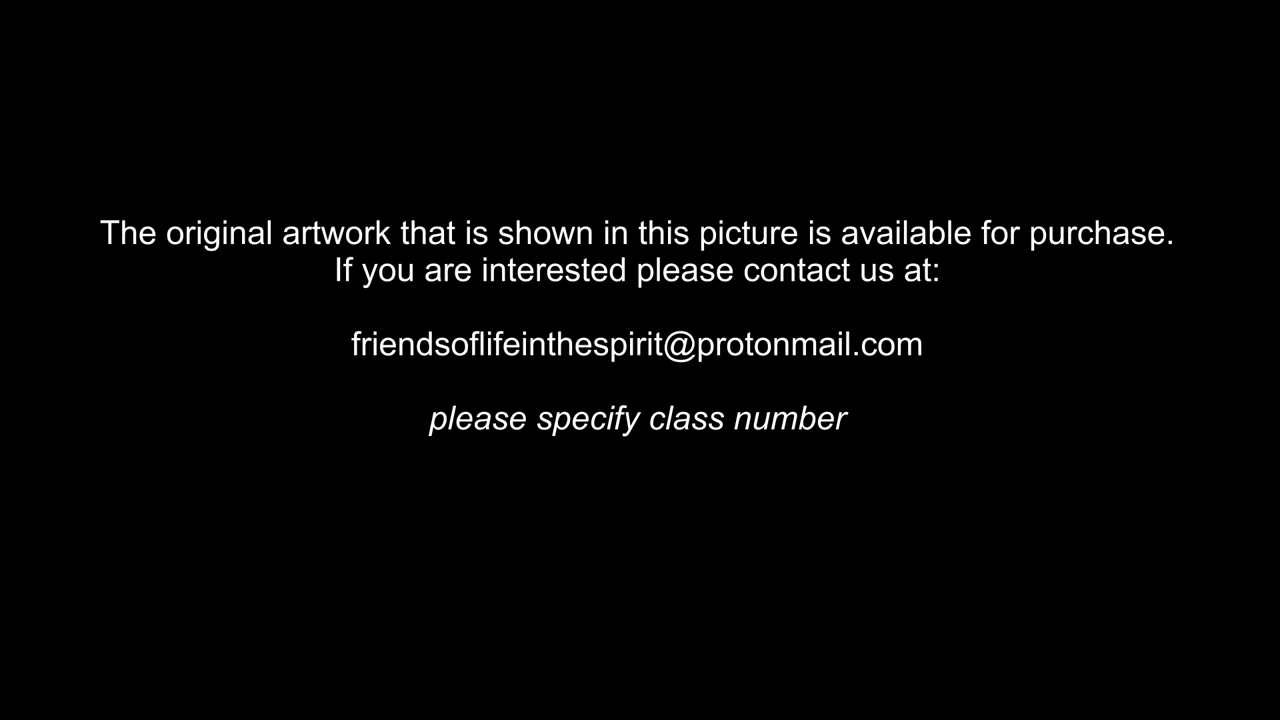 The original artwork that is shown in this picture is available for purchase.
If you are interested please contact us at:
friendsoflifeinthespirit@protonmail.com
please specify class number